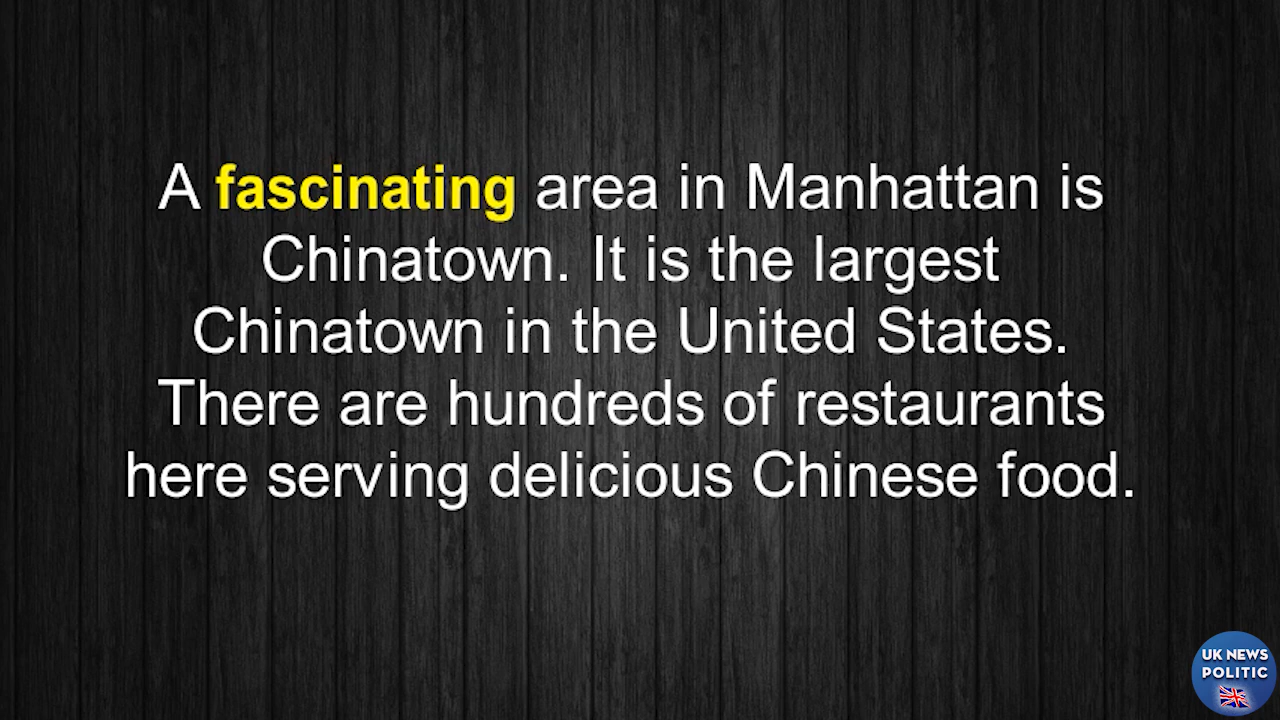 A fascinating area in Manhattan is
Chinatown. It is the largest
Chinatown in the United States.
There are hundreds of restaurants
here serving delicious Chinese food.
UK NEWS
POLITIC